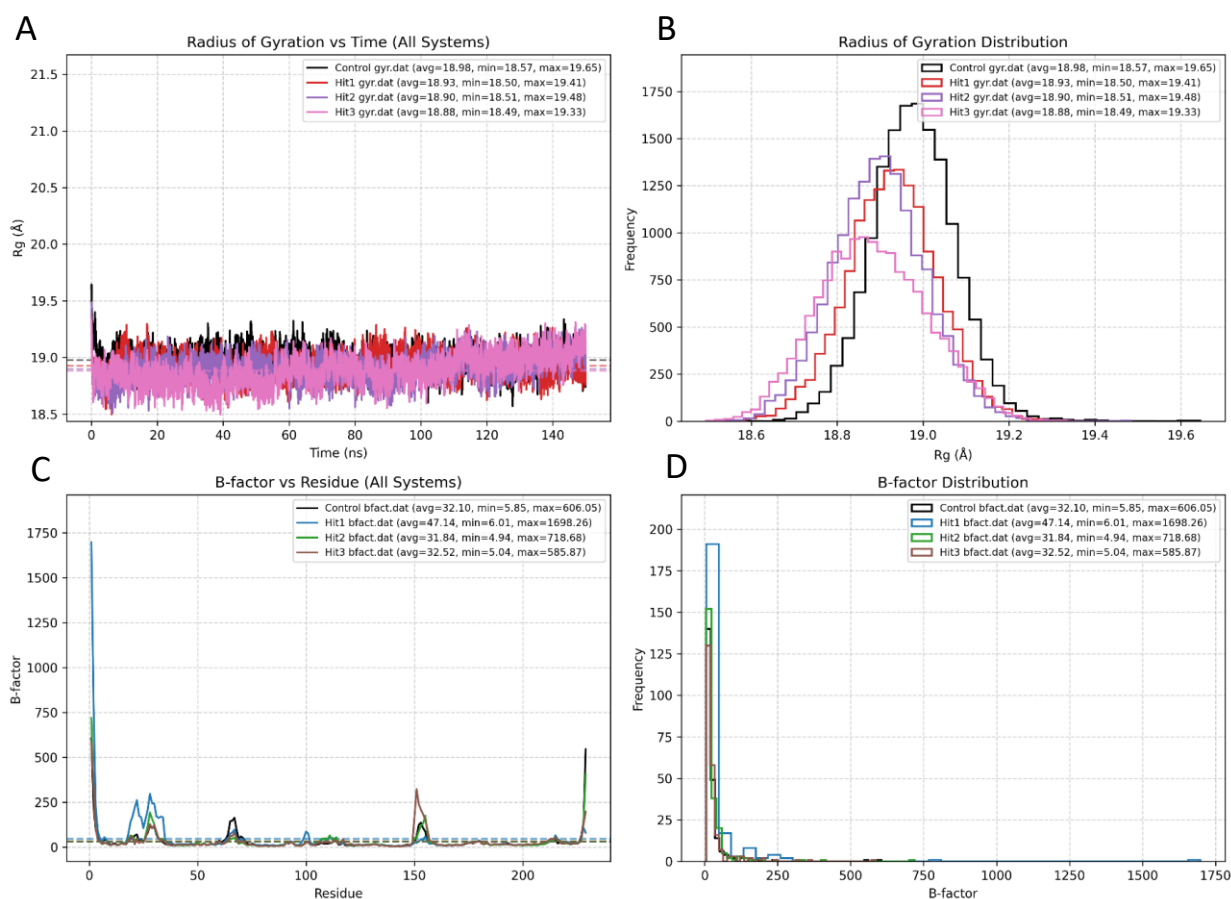 A
Radius of Gyration vs Time (All Systems)
Control gyr.dat (avg=18.98, min=18.57, max=19.65)
Hit1 gyr.dat (avg=18.93, min=18.50, max=19.41)
Hit2 gyr.dat (avg=18.90, min=18.51, max=19.48)
Hit3 gyr.dat (avg=18.88, min=18.49, max=19.33)
21.5
21.0
20.5
20.0
19.5
19.0
18.5
Rg (Å)
0 20 40 60 80 100 120 140
Time (ns)
B
Radius of Gyration Distribution
Control gyr.dat (avg=18.98, min=18.57, max=19.65)
Hit1 gyr.dat (avg=18.93, min=18.50, max=19.41)
Hit2 gyr.dat (avg=18.90, min=18.51, max=19.48)
Hit3 gyr.dat (avg=18.88, min=18.49, max=19.33)
1750
1500
1250
1000
750
500
250
0
Frequency
18.6 18.8 19.0 19.2 19.4 19.6
Rg (Å)
C
B-factor vs Residue (All Systems)
Control bfact.dat (avg=32.10, min=5.85, max=606.05)
Hit1 bfact.dat (avg=47.14, min=6.01, max=1698.26)
Hit2 bfact.dat (avg=31.84, min=4.94, max=718.68)
Hit3 bfact.dat (avg=32.52, min=5.04, max=585.87)
1750
1500
1250
1000
750
500
250
0
B-factor
0 50 100 150 200
Residue
D
B-factor Distribution
Control bfact.dat (avg=32.10, min=5.85, max=606.05)
Hit1 bfact.dat (avg=47.14, min=6.01, max=1698.26)
Hit2 bfact.dat (avg=31.84, min=4.94, max=718.68)
Hit3 bfact.dat (avg=32.52, min=5.04, max=585.87)
200
175
150
125
100
75
50
25
0
Frequency
0 250 500 750 1000 1250 1500 1750
B-factor